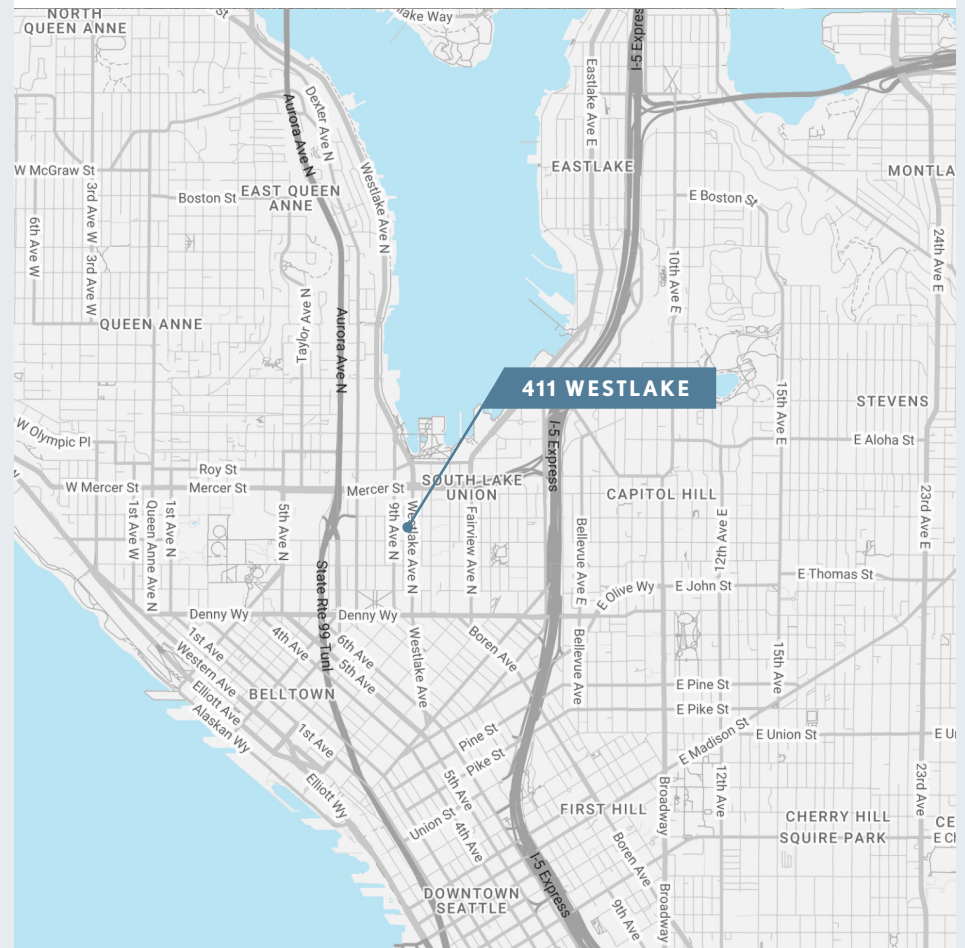 NORTH
QUEEN ANNE
St
lake Way
I-5 Expres
Aurora Ave N
Dexter Ave N
Westlake Ave N
Eastlake Ave E
EASTLAKE
MONTLA
W McGraw St
3rd Ave W
Boston St
EAST QUEEN
ANNE
E Boston St
6th Ave W
3rd Ave W
10th Ave E
24th Ave E
QUEEN ANNE
Taylor Ave N
Aurora Ave N
411 WESTLAKE
15th Ave E
STEVENS
W Olympic Pl
E Aloha St
I-5 Express
Roy St
SOUTH LAKE
UNION
W Mercer St
Mercer St
Mercer St
CAPITOL HILL
1st Ave W
Queen Anne Ave N
1st Ave N
5th Ave N
9th Ave N
Westlake Ave N
Fairview Ave N
Bellevue Ave E
12th Ave E
23rd Ave E
State Rte 99 Tunl
E Olive Wy
E John St
E Thomas St
Denny Wy
Denny Wy
1st Ave
4th Ave
6th Ave
5th Ave
Westlake Ave
Boren Ave
Bellevue Ave
15th Ave
Western Ave
Elliott Ave
Alaskan Wy
BELLTOWN
E Pine St
E Pike St
1st Ave
Pine St
Pike St
E Madison St
E Union St
E Un
Elliott Wy
5th Ave
Union St
4th Ave
FIRST HILL
Broadway
12th Ave
23rd Ave
CHERRY HILL
SQUIRE PARK
CE
E Ch
Boren Ave
I-5 Express
DOWNTOWN
SEATTLE
9th Ave
Broadway